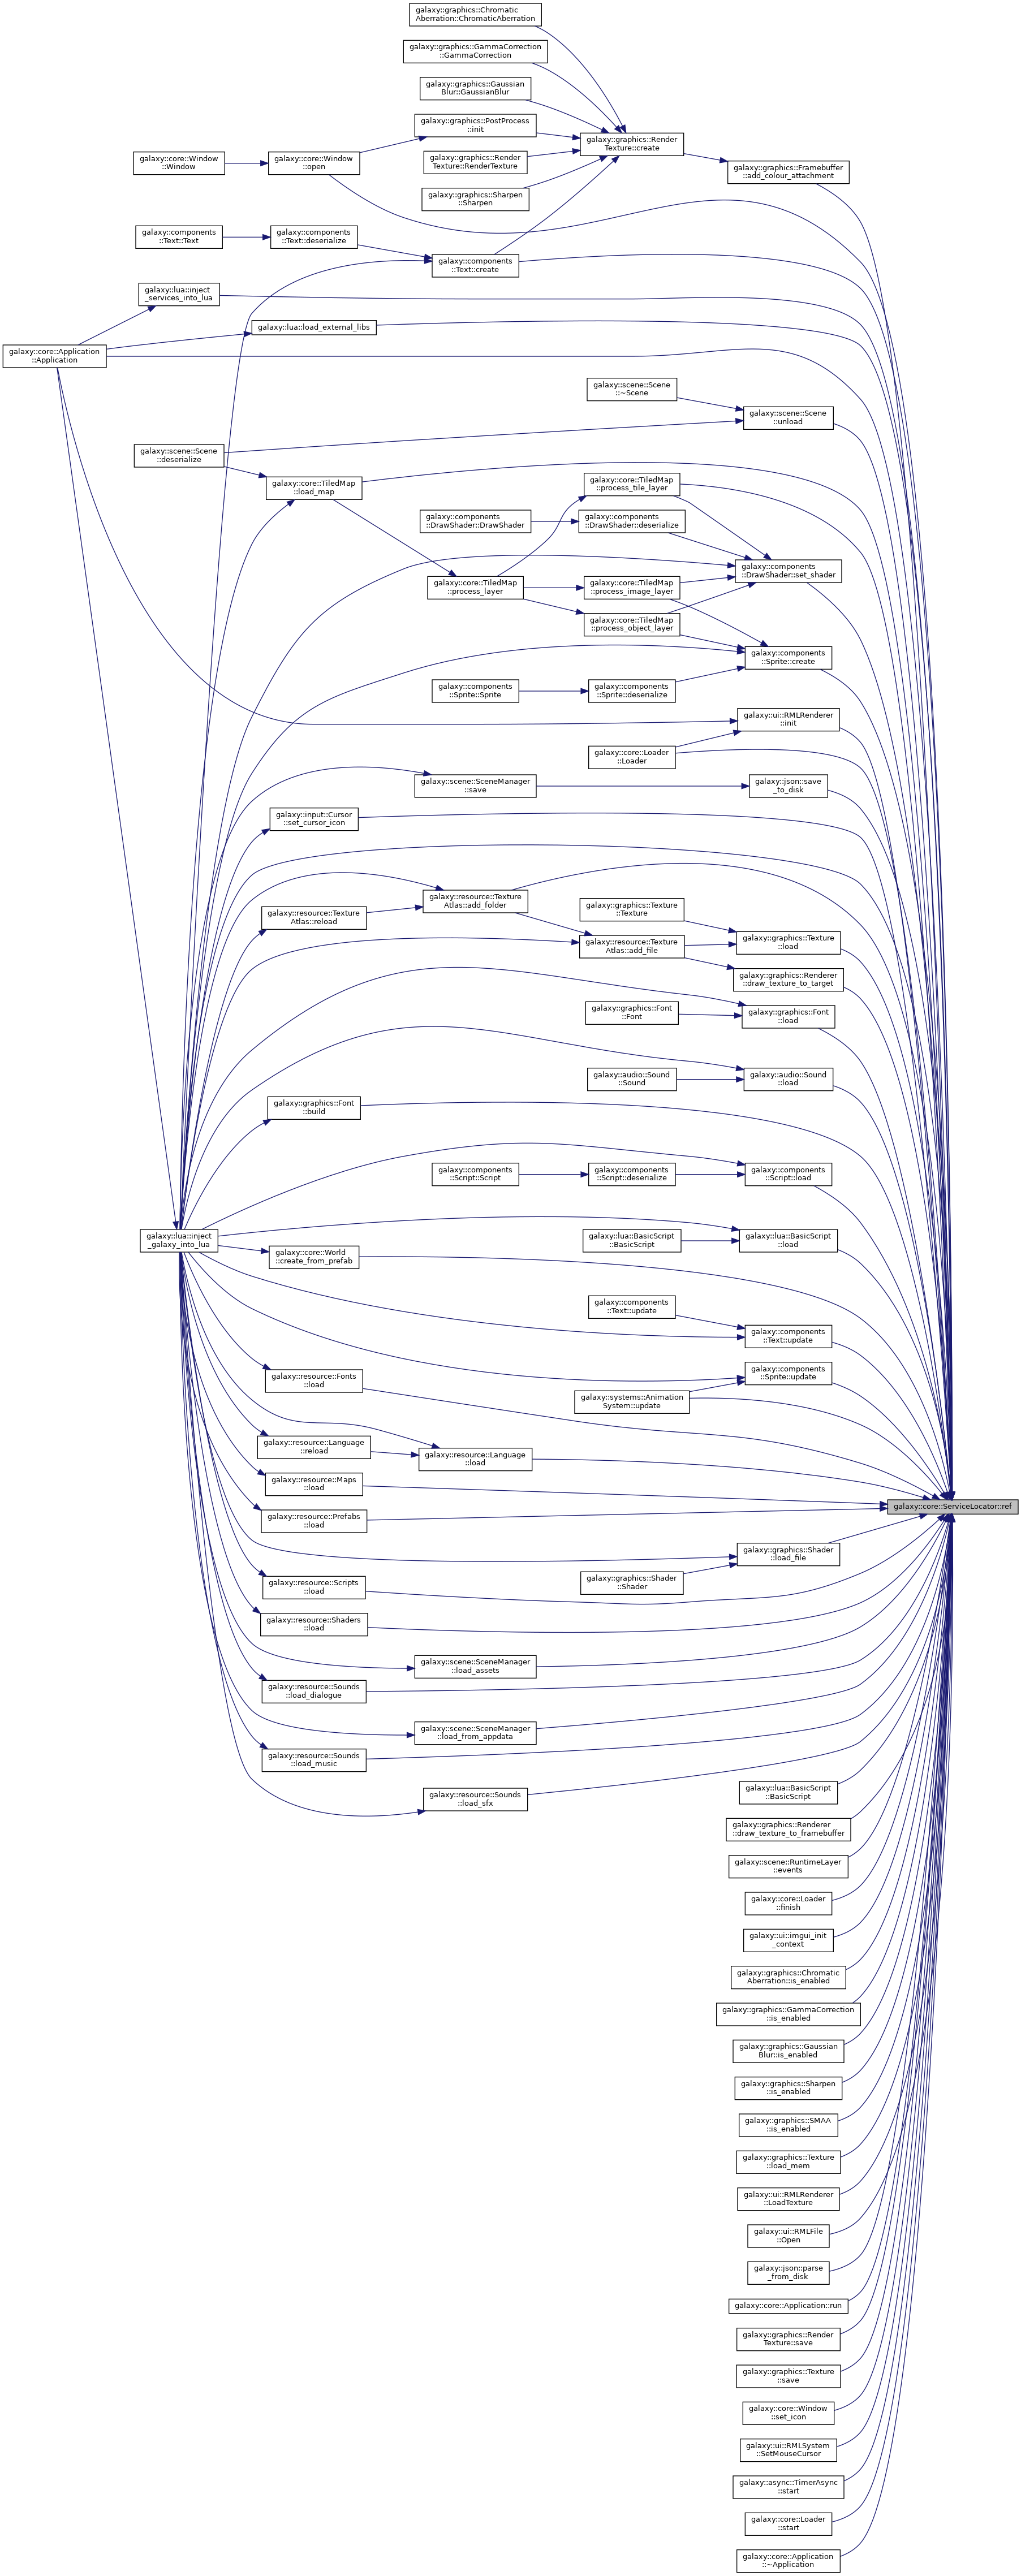 galaxy::graphics::Chromatic
Aberration::ChromaticAberration
galaxy::graphics::GammaCorrection
::GammaCorrection
galaxy::graphics::Gaussian
Blur::GaussianBlur
galaxy::graphics::PostProcess
::init
galaxy::graphics::Render
Texture::create
galaxy::core::Window
::Window
galaxy::core::Window
::open
galaxy::graphics::Render
Texture::RenderTexture
galaxy::graphics::Framebuffer
::add_colour_attachment
galaxy::graphics::Sharpen
::Sharpen
galaxy::components
::Text::Text
galaxy::components
::Text::deserialize
galaxy::components
::Text::create
galaxy::lua::inject
_services_into_lua
galaxy::lua::load_external_libs
galaxy::core::Application
::Application
galaxy::scene::Scene
::~Scene
galaxy::scene::Scene
::unload
galaxy::scene::Scene
::deserialize
galaxy::core::TiledMap
::load_map
galaxy::core::TiledMap
::process_tile_layer
galaxy::components
::DrawShader::DrawShader
galaxy::components
::DrawShader::deserialize
galaxy::components
::DrawShader::set_shader
galaxy::core::TiledMap
::process_layer
galaxy::core::TiledMap
::process_image_layer
galaxy::core::TiledMap
::process_object_layer
galaxy::components
::Sprite::create
galaxy::components
::Sprite::Sprite
galaxy::components
::Sprite::deserialize
galaxy::ui::RMLRenderer
::init
galaxy::core::Loader
::Loader
galaxy::scene::SceneManager
::save
galaxy::json::save
_to_disk
galaxy::input::Cursor
::set_cursor_icon
galaxy::resource::Texture
Atlas::add_folder
galaxy::resource::Texture
Atlas::reload
galaxy::graphics::Texture
::Texture
galaxy::graphics::Texture
::load
galaxy::resource::Texture
Atlas::add_file
galaxy::graphics::Renderer
::draw_texture_to_target
galaxy::graphics::Font
::Font
galaxy::graphics::Font
::load
galaxy::audio::Sound
::Sound
galaxy::audio::Sound
::load
galaxy::graphics::Font
::build
galaxy::components
::Script::Script
galaxy::components
::Script::deserialize
galaxy::components
::Script::load
galaxy::lua::inject
_galaxy_into_lua
galaxy::lua::BasicScript
::BasicScript
galaxy::lua::BasicScript
::load
galaxy::core::World
::create_from_prefab
galaxy::components
::Text::update
galaxy::components
::Text::update
galaxy::components
::Sprite::update
galaxy::resource::Fonts
::load
galaxy::systems::Animation
System::update
galaxy::resource::Language
::reload
galaxy::resource::Language
::load
galaxy::resource::Maps
::load
galaxy::core::ServiceLocator::ref
galaxy::resource::Prefabs
::load
galaxy::graphics::Shader
::load_file
galaxy::graphics::Shader
::Shader
galaxy::resource::Scripts
::load
galaxy::resource::Shaders
::load
galaxy::scene::SceneManager
::load_assets
galaxy::resource::Sounds
::load_dialogue
galaxy::scene::SceneManager
::load_from_appdata
galaxy::resource::Sounds
::load_music
galaxy::resource::Sounds
::load_sfx
galaxy::lua::BasicScript
::BasicScript
galaxy::graphics::Renderer
::draw_texture_to_framebuffer
galaxy::scene::RuntimeLayer
::events
galaxy::core::Loader
::finish
galaxy::ui::imgui_init
_context
galaxy::graphics::Chromatic
Aberration::is_enabled
galaxy::graphics::GammaCorrection
::is_enabled
galaxy::graphics::Gaussian
Blur::is_enabled
galaxy::graphics::Sharpen
::is_enabled
galaxy::graphics::SMAA
::is_enabled
galaxy::graphics::Texture
::load_mem
galaxy::ui::RMLRenderer
::LoadTexture
galaxy::ui::RMLFile
::Open
galaxy::json::parse
_from_disk
galaxy::core::Application::run
galaxy::graphics::Render
Texture::save
galaxy::graphics::Texture
::save
galaxy::core::Window
::set_icon
galaxy::ui::RMLSystem
::SetMouseCursor
galaxy::async::TimerAsync
::start
galaxy::core::Loader
::start
galaxy::core::Application
::~Application